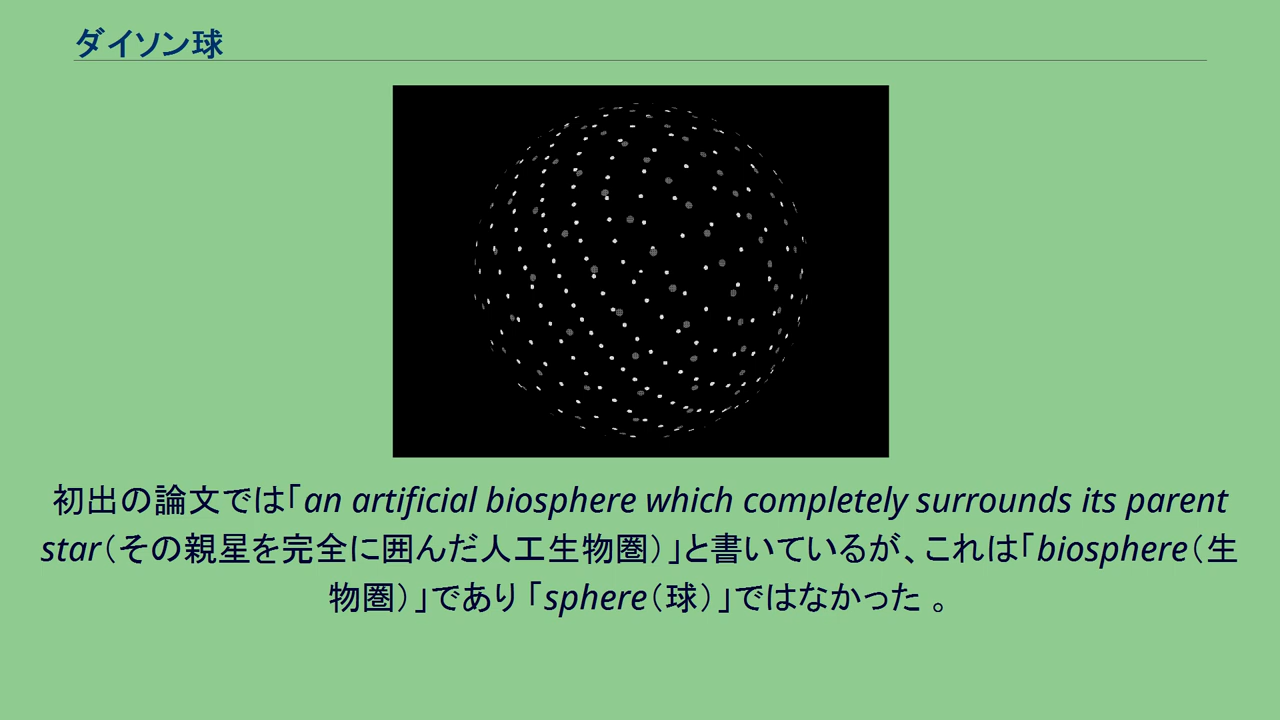 ダイソン球
初出の論文では「an artificial biosphere which completely surrounds its parent
star（その親星を完全に囲んだ人工生物圏）」と書いているが、これは「biosphere（生
物圏）」であり「sphere（球）」ではなかった 。